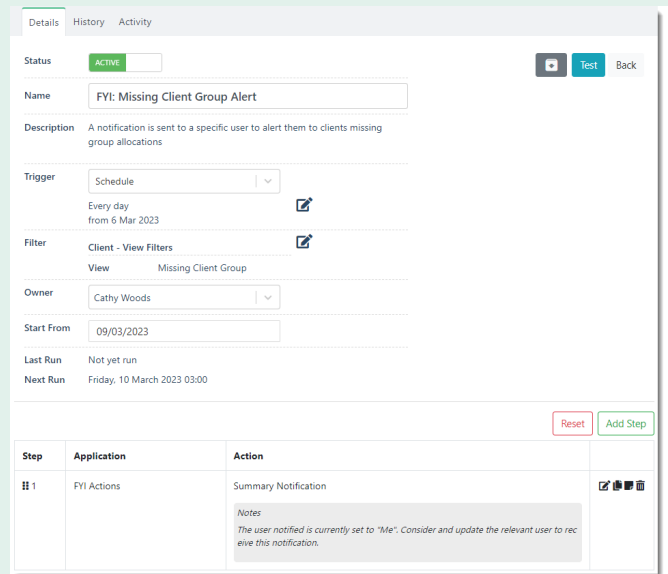 Details History Activity
Status ACTIVE Test Back
Name FYI: Missing Client Group Alert
Description A notification is sent to a specific user to alert them to clients missing
group allocations
Trigger Schedule
Every day
from 6 Mar 2023
Filter Client - View Filters
View Missing Client Group
Owner Cathy Woods
Start From 09/03/2023
Last Run Not yet run
Next Run Friday, 10 March 2023 03:00
Reset Add Step
Step Application Action
1 FYI Actions Summary Notification
Notes
The user notified is currently set to "Me". Consider and update the relevant user to rec
eive this notification.